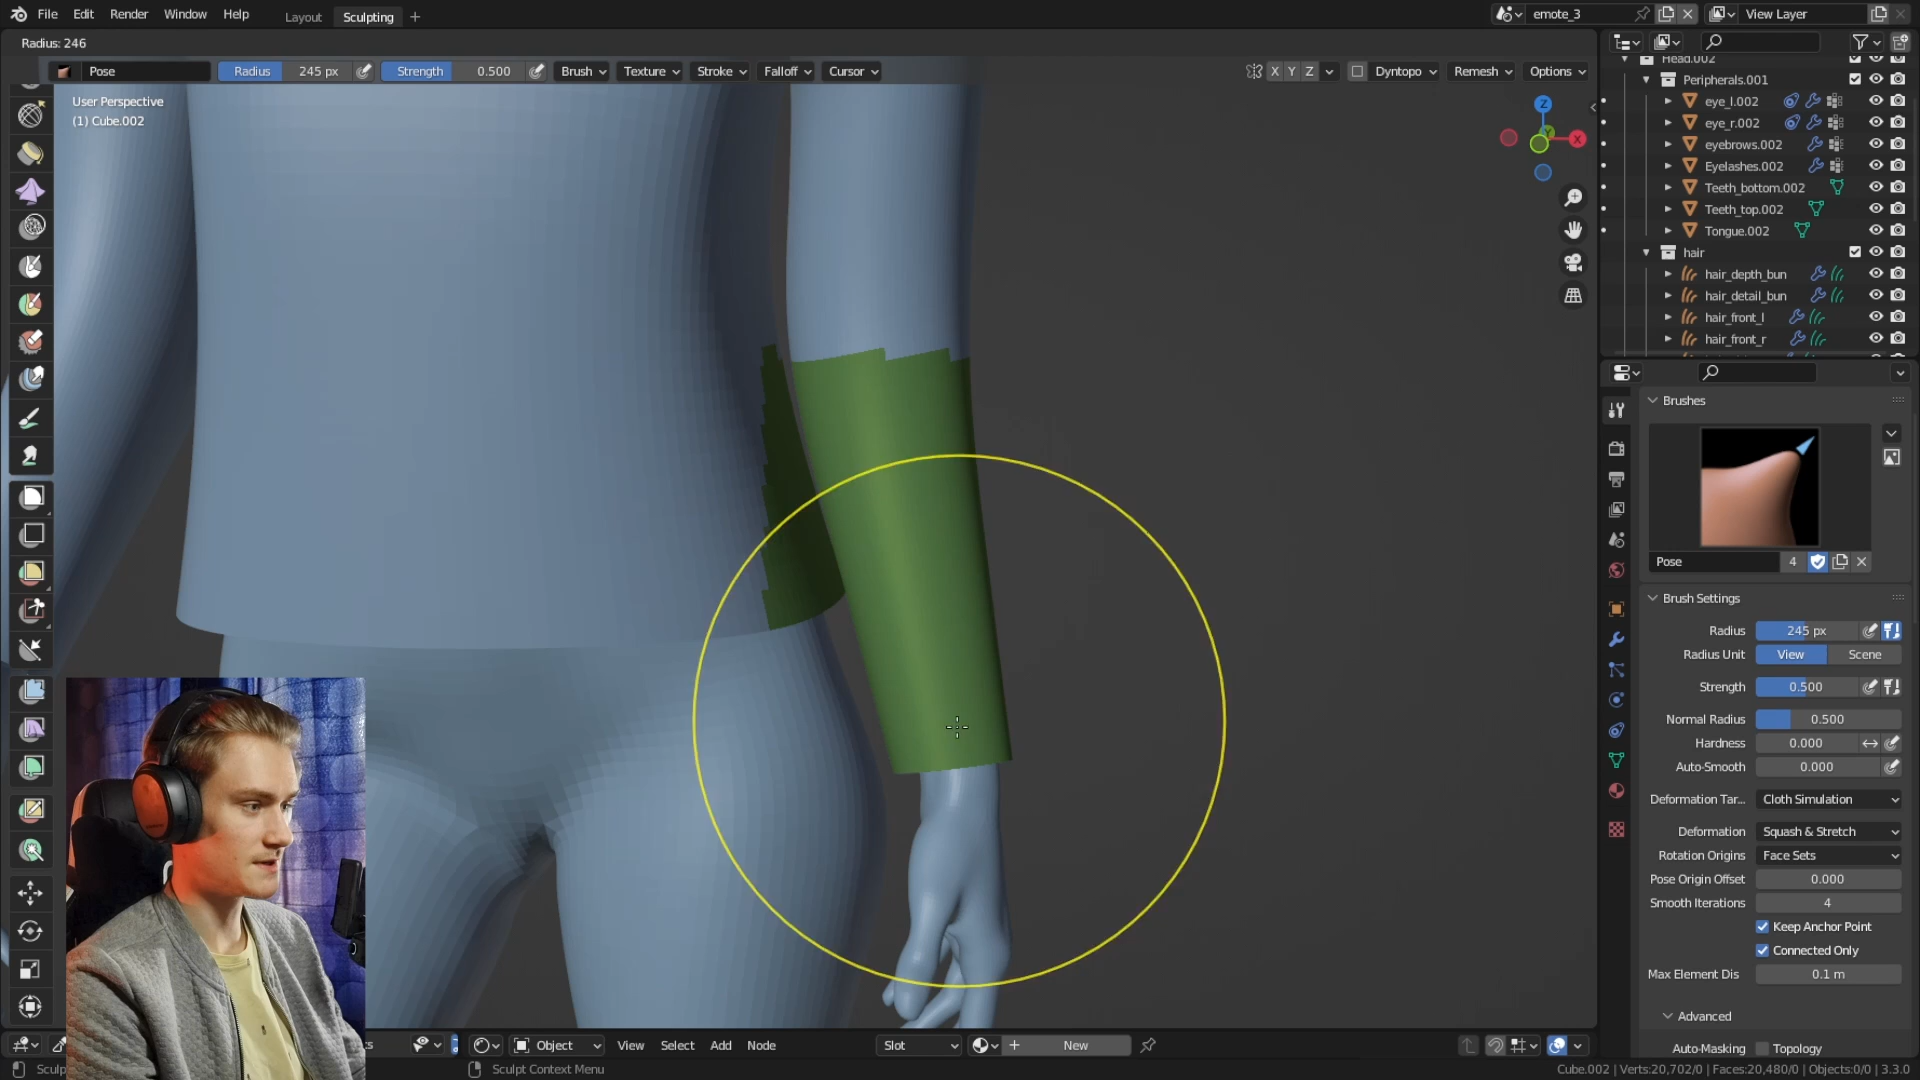 File Edit Render Window Help Layout Sculpting +
emote_3 View Layer
Radius: 246
Pose Radius 245 px Strength 0.500 Brush Texture Stroke Falloff Cursor X Y Z Dyntopo Remesh Options
User Perspective
(1) Cube.002
Z
X
Head.002
Peripherals.001
eye_l.002
eye_r.002
eyebrows.002
Eyelashes.002
Teeth_bottom.002
Teeth_top.002
Tongue.002
hair
hair_depth_bun
hair_detail_bun
hair_front_l
hair_front_r
Brushes
Pose 4
Brush Settings
Radius 245 px
Radius Unit View Scene
Strength 0.500
Normal Radius 0.500
Hardness 0.000
Auto-Smooth 0.000
Deformation Tar... Cloth Simulation
Deformation Squash & Stretch
Rotation Origins Face Sets
Pose Origin Offset 0.000
Smooth Iterations 4
Keep Anchor Point
Connected Only
Max Element Dis 0.1 m
Advanced
Auto-Masking Topology
Object View Select Add Node Slot + New
Sculp Sculpt Context Menu
Cube.002 | Verts:20,702/0 | Faces:20,480/0 | Objects:0/0 | 3.3.0